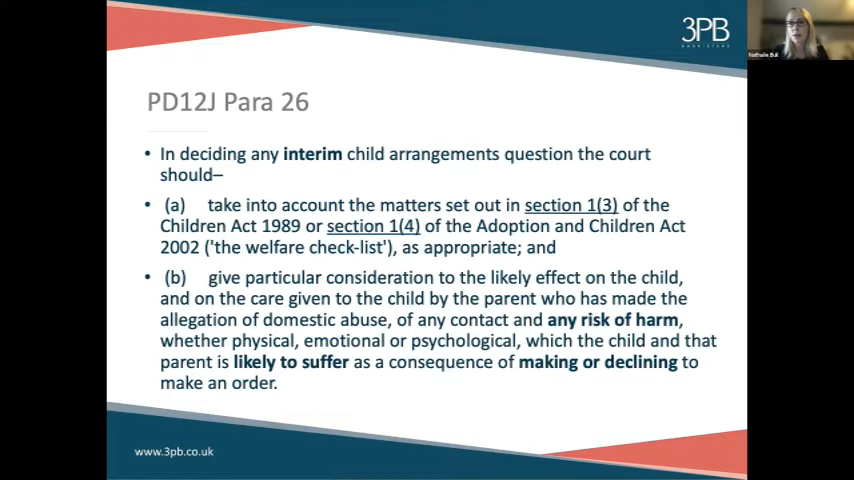 3PB
BARRISTERS
Nathalie Bull
PD12J Para 26
• In deciding any interim child arrangements question the court
should–
• (a) take into account the matters set out in section 1(3) of the
Children Act 1989 or section 1(4) of the Adoption and Children Act
2002 ('the welfare check-list'), as appropriate; and
• (b) give particular consideration to the likely effect on the child,
and on the care given to the child by the parent who has made the
allegation of domestic abuse, of any contact and any risk of harm,
whether physical, emotional or psychological, which the child and that
parent is likely to suffer as a consequence of making or declining to
make an order.
www.3pb.co.uk